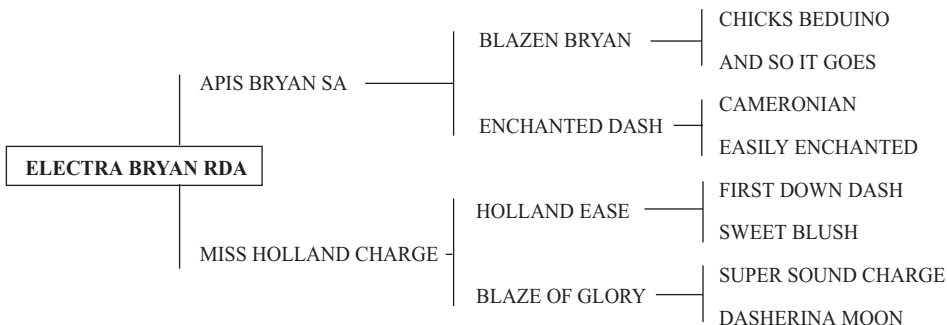 CHICKS BEDUINO
BLAZEN BRYAN
AND SO IT GOES
APIS BRYAN SA
CAMERONIAN
ENCHANTED DASH
EASILY ENCHANTED
ELECTRA BRYAN RDA
FIRST DOWN DASH
HOLLAND EASE
SWEET BLUSH
MISS HOLLAND CHARGE
SUPER SOUND CHARGE
BLAZE OF GLORY
DASHERINA MOON